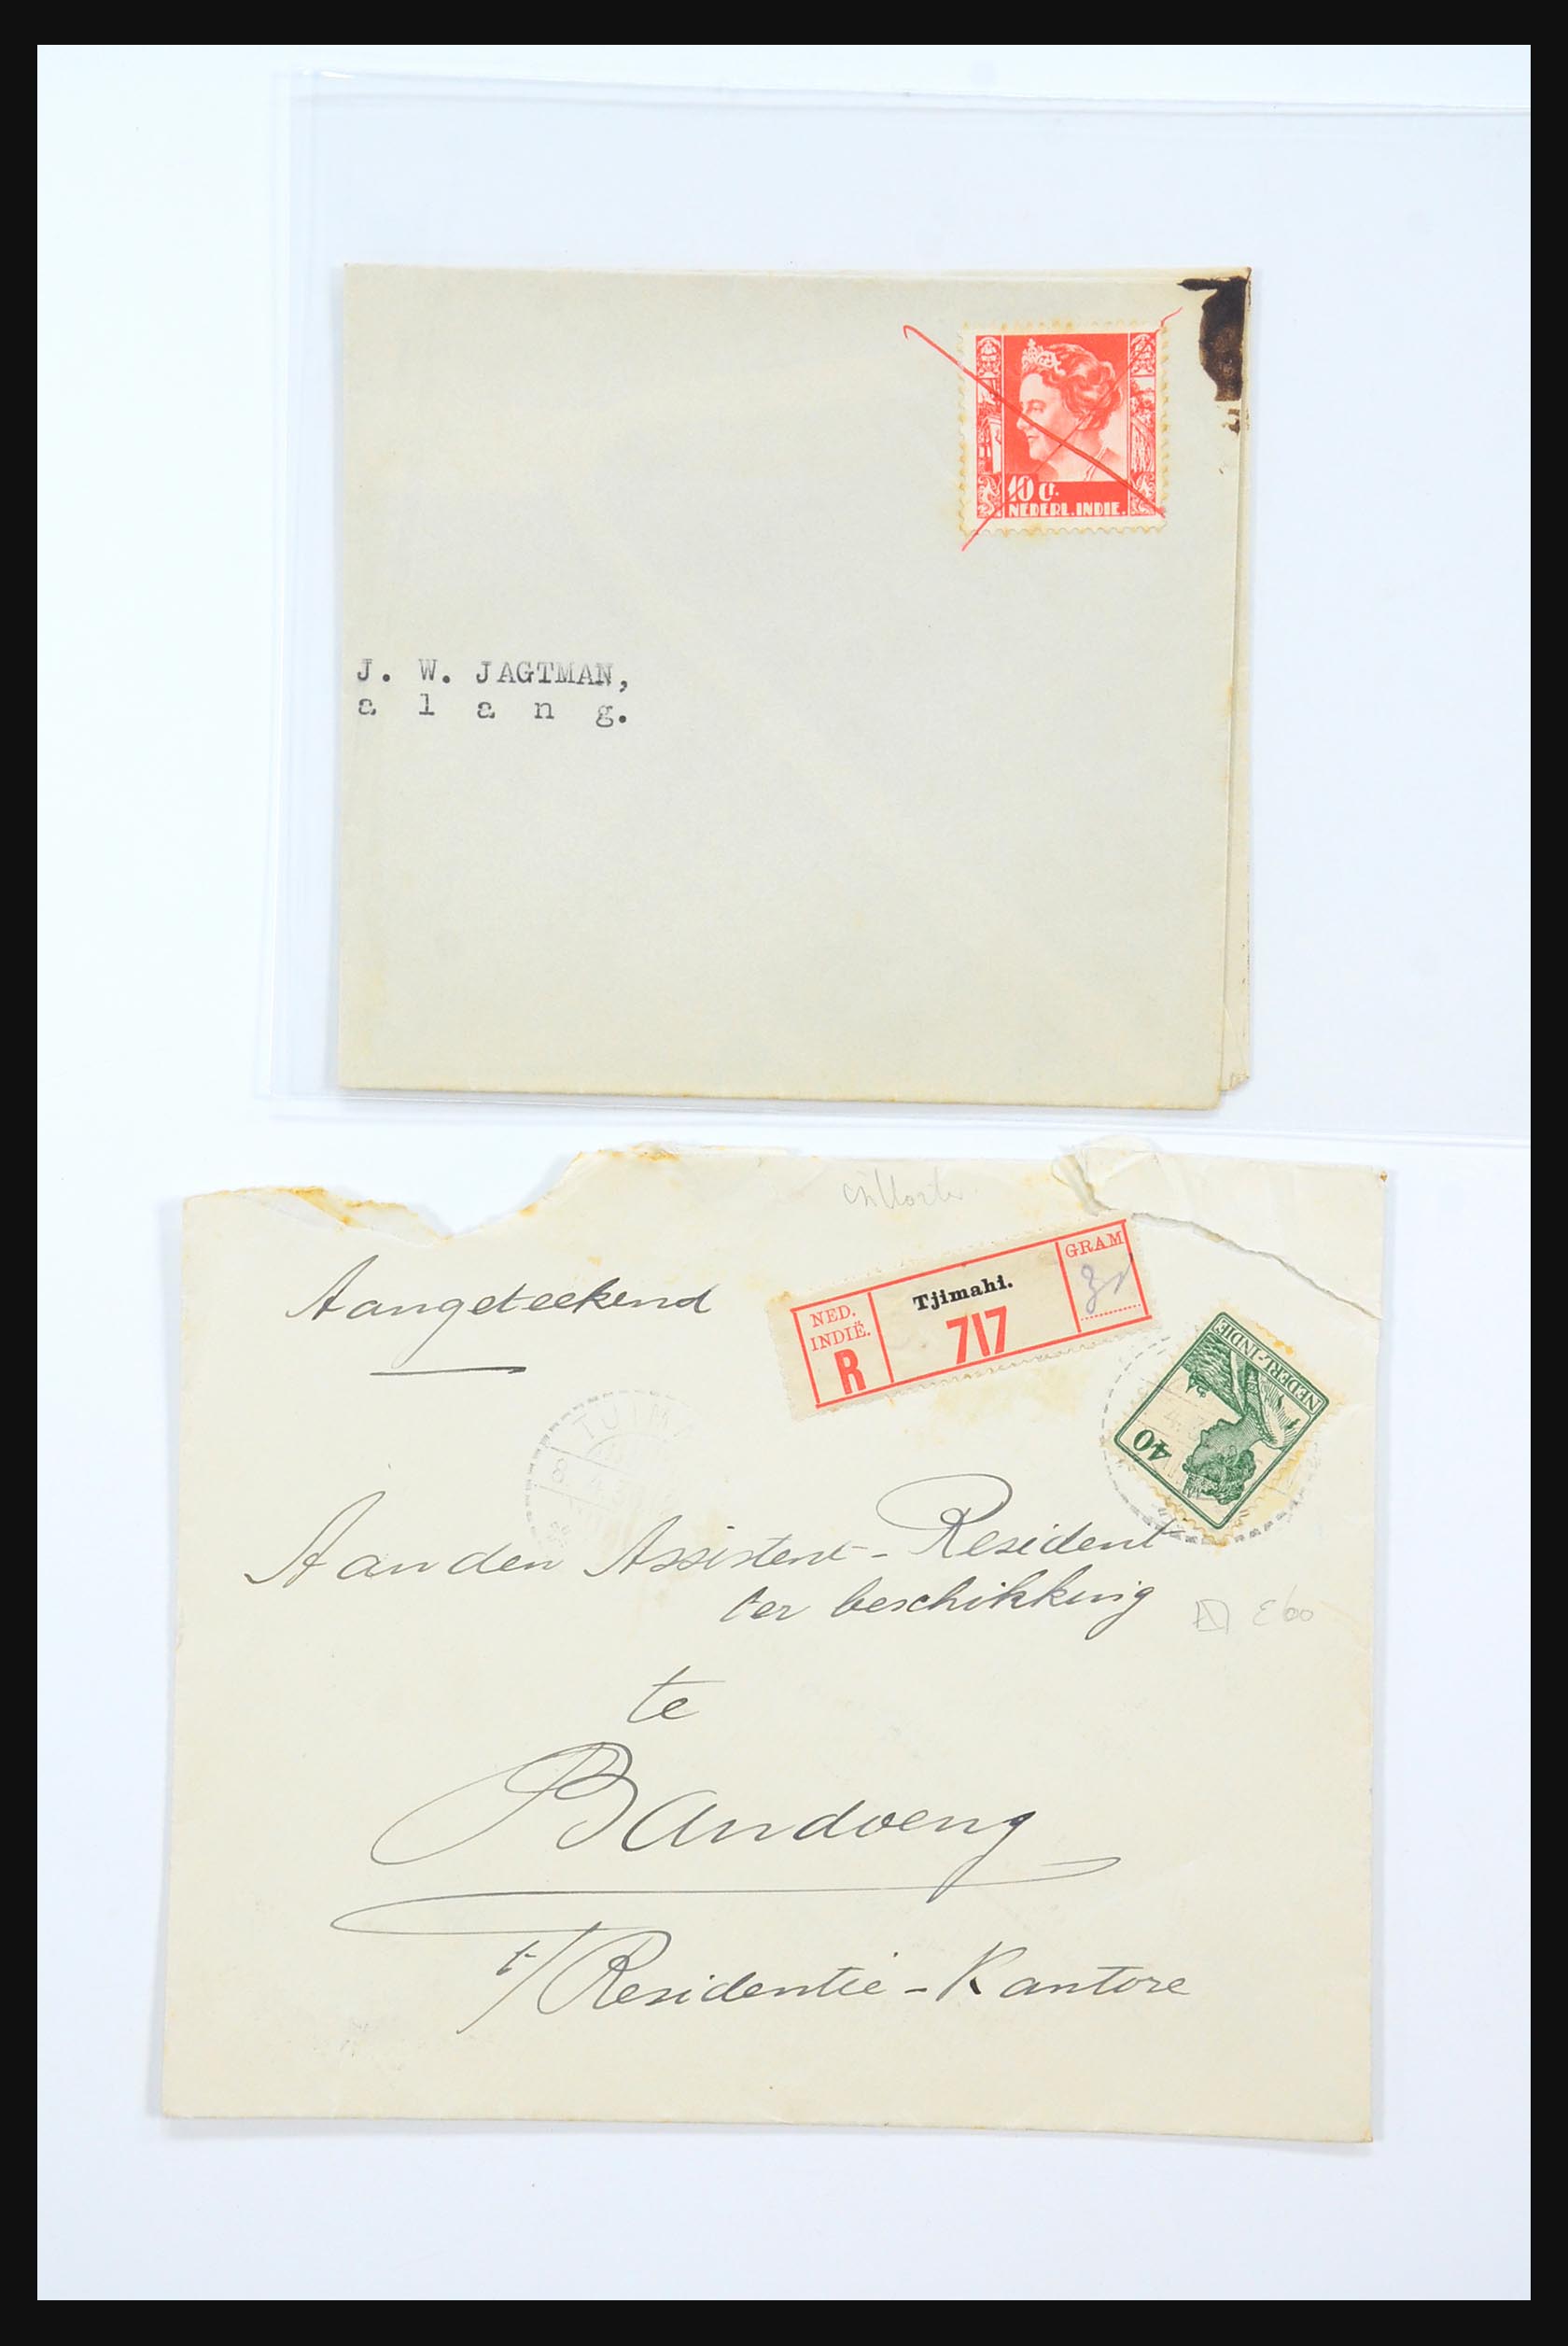 10 ct.
NEDERL. INDIE.
J. W. JAGTMAN,
a l a n g.
Aangeteekend
NED.
INDIË.
R
Tjimahi.
717
GRAM
NEDERL.-INDIE
40
Aan den Assistent-Resident
ter beschikking
te
Bandoeng
t/Residentie-Kantore